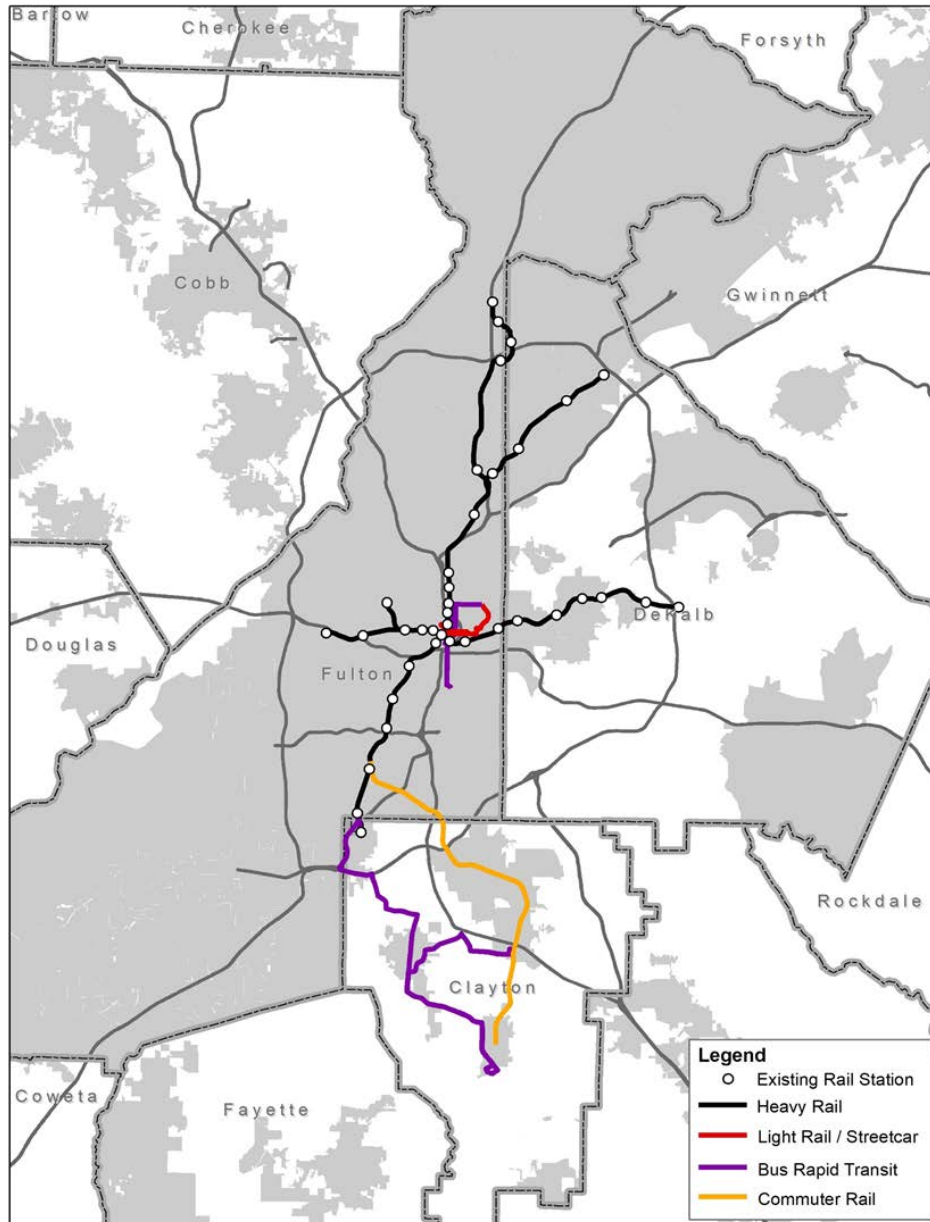 Bartow
Cherokee
Forsyth
Cobb
Gwinnett
DeKalb
Douglas
Fulton
Rockdale
Clayton
Coweta
Fayette
Legend
Existing Rail Station
Heavy Rail
Light Rail / Streetcar
Bus Rapid Transit
Commuter Rail